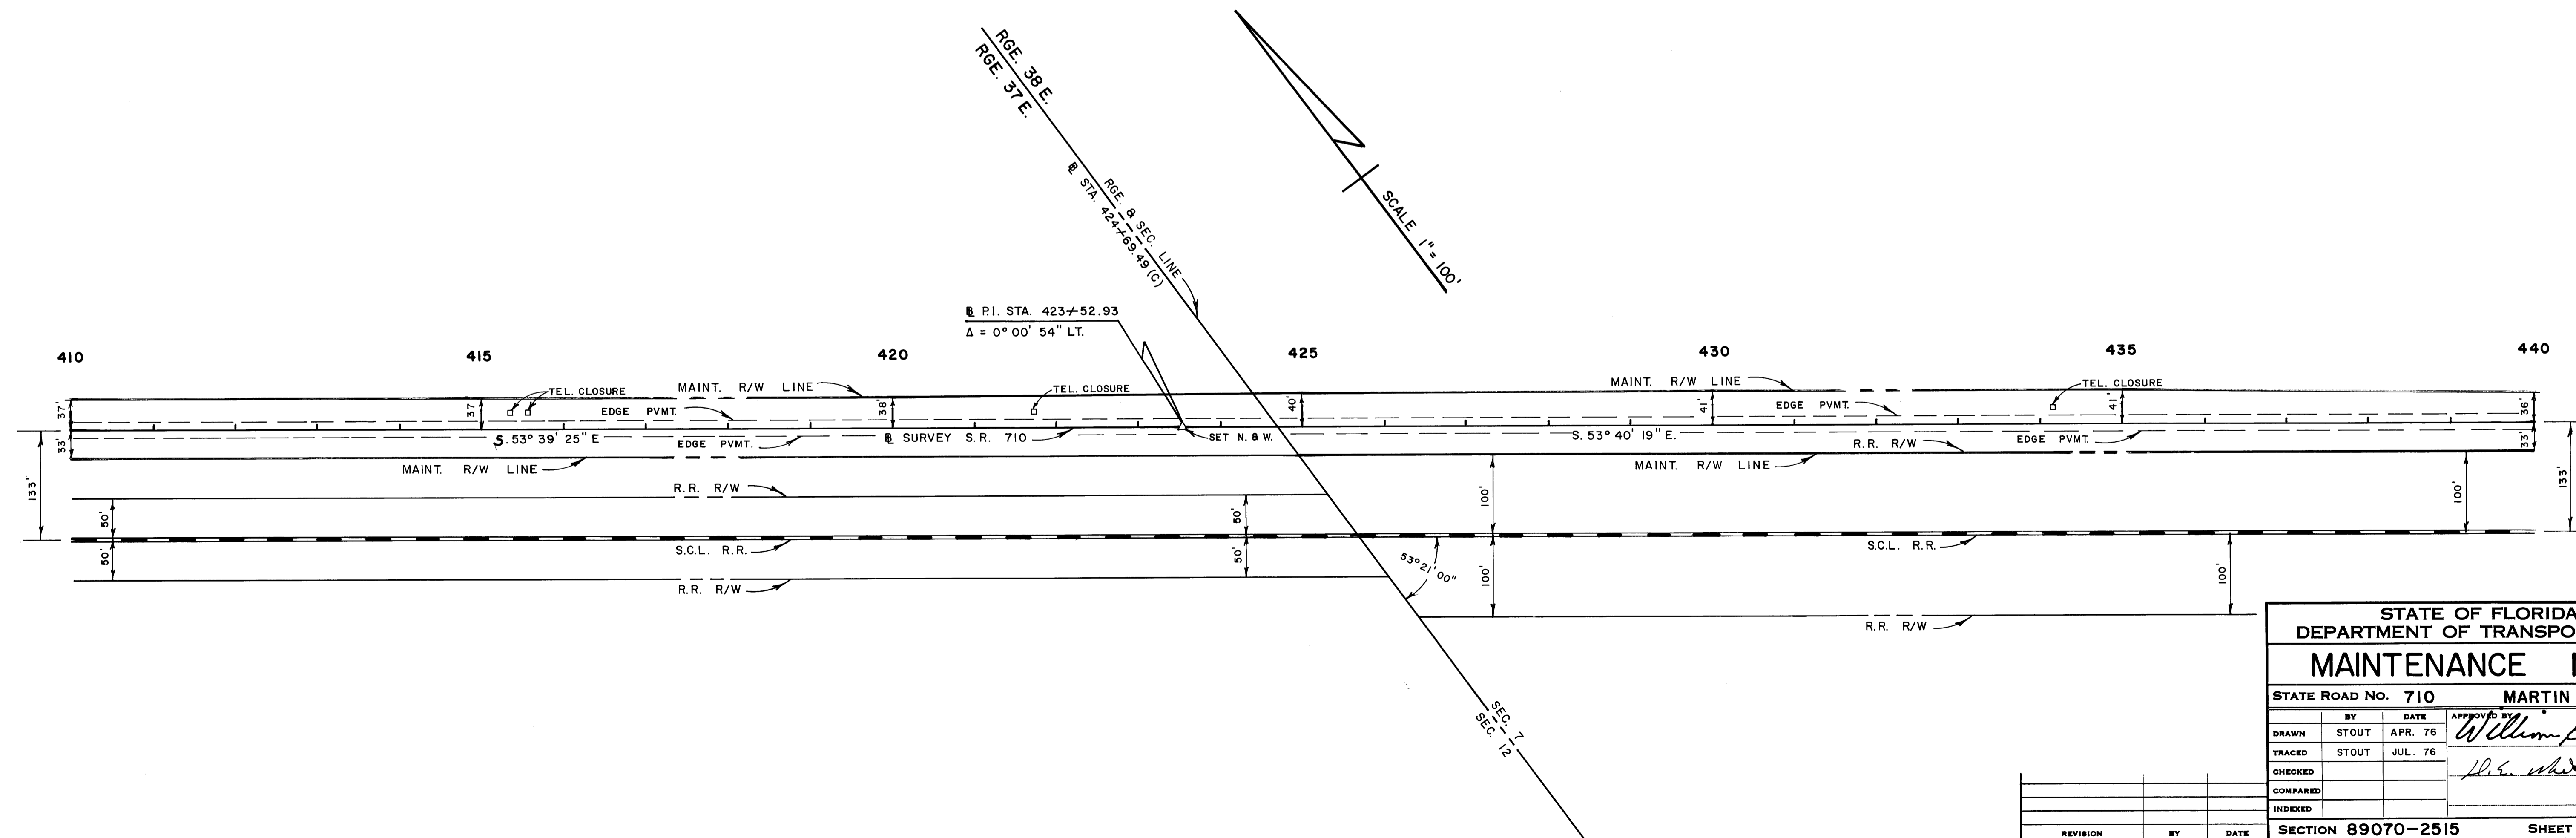 RGE. 38 E.
RGE. 37 E.
RGE. & SEC. LINE
℄ STA. 424+69.49 (C)
SCALE 1" = 100'
P.I. STA. 423+52.93
Δ = 0° 00' 54" LT.
410
415
420
425
430
435
440
TEL. CLOSURE
MAINT. R/W LINE
TEL. CLOSURE
MAINT. R/W LINE
TEL. CLOSURE
37'
37'
38'
40'
41'
41'
36'
EDGE PVMT.
EDGE PVMT.
S. 53° 39' 25" E
EDGE PVMT.
SURVEY S.R. 710
SET N. & W.
S. 53° 40' 19" E.
R.R. R/W
EDGE PVMT.
33'
33'
MAINT. R/W LINE
MAINT. R/W LINE
133'
133'
R.R. R/W
50'
50'
100'
100'
S.C.L. R.R.
S.C.L. R.R.
50'
50'
53°21'00"
100'
100'
R.R. R/W
R.R. R/W
SEC. 7
SEC. 12
STATE OF FLORIDA
DEPARTMENT OF TRANSPO
MAINTENANCE
STATE ROAD NO. 710 MARTIN
BY DATE APPROVED BY
DRAWN STOUT APR. 76
TRACED STOUT JUL. 76
CHECKED
COMPARED
INDEXED
REVISION BY DATE
SECTION 89070-2515 SHEET